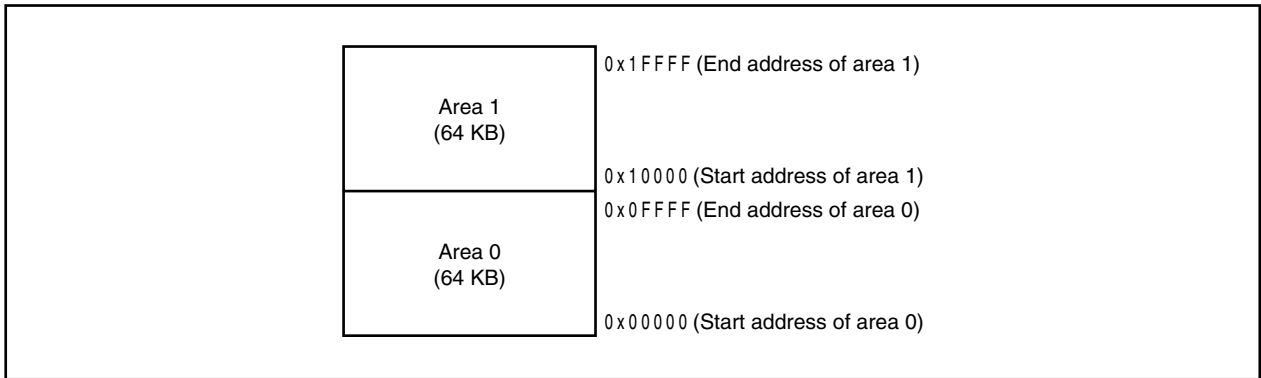 0x1FFFF (End address of area 1)
Area 1
(64 KB)
0x10000 (Start address of area 1)
0x0FFFF (End address of area 0)
Area 0
(64 KB)
0x00000 (Start address of area 0)